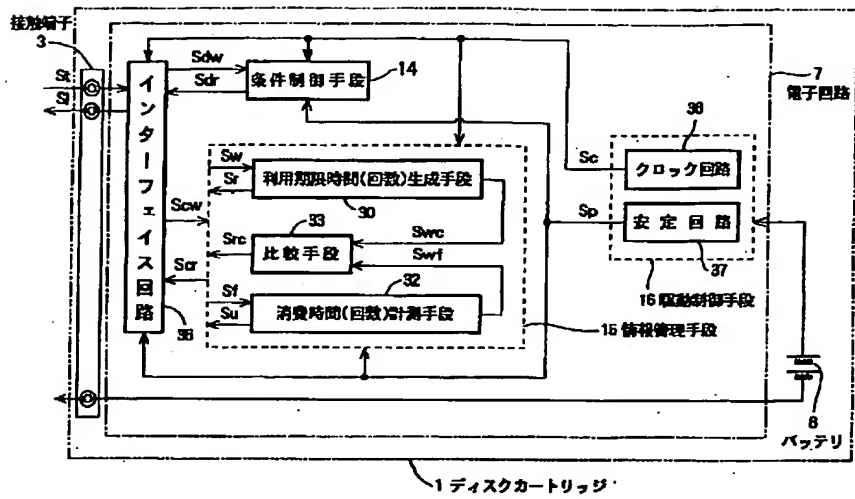 接触端子
3
インターフェイス回路
Sdw
Sdr
条件制御手段
14
7
電子回路
Sc
36
クロック回路
Sw
Sr
利用期限時間(回数)生成手段
30
Scw
33
Swc
Src
比較手段
Swf
Sp
安定回路
37
Scr
32
Sf
Su
消費時間(回数)計測手段
16 駆動制御手段
15 情報管理手段
8
バッテリ
1 ディスクカートリッジ